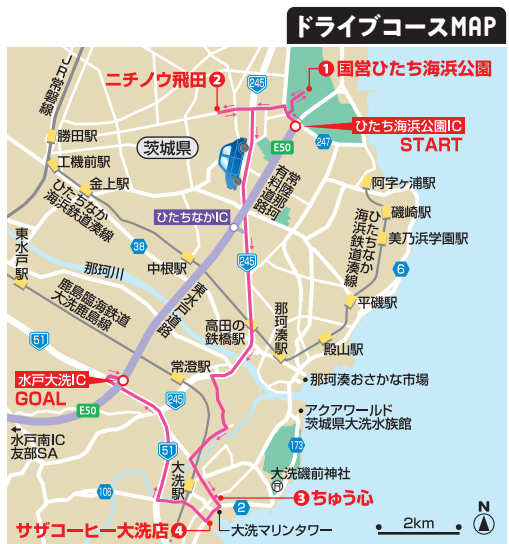 ドライブコースMAP
JR常磐線
ニチノウ飛田❷
245
❶国営ひたち海浜公園
勝田駅
工機前駅
金上駅
茨城県
ひたち海浜公園IC
START
E50
247
常陸那珂
有料道路
阿字ヶ浦駅
磯崎駅
美乃浜学園駅
ひたちなか
海浜鉄道湊線
ひたちなかIC
ひたちなか
海浜鉄道湊線
東水戸駅
38
中根駅
245
6
那珂川
鹿島臨海鉄道
大洗鹿島線
東水戸道路
平磯駅
那珂湊駅
高田の
鉄橋駅
殿山駅
51
常澄駅
水戸大洗IC
GOAL
245
那珂湊おさかな市場
E50
アクアワールド
茨城県大洗水族館
水戸南IC
友部SA
51
173
大洗磯前神社
大洗駅
106
❸ちゅう心
2
サザコーヒー大洗店❹
大洗マリンタワー
2km
N